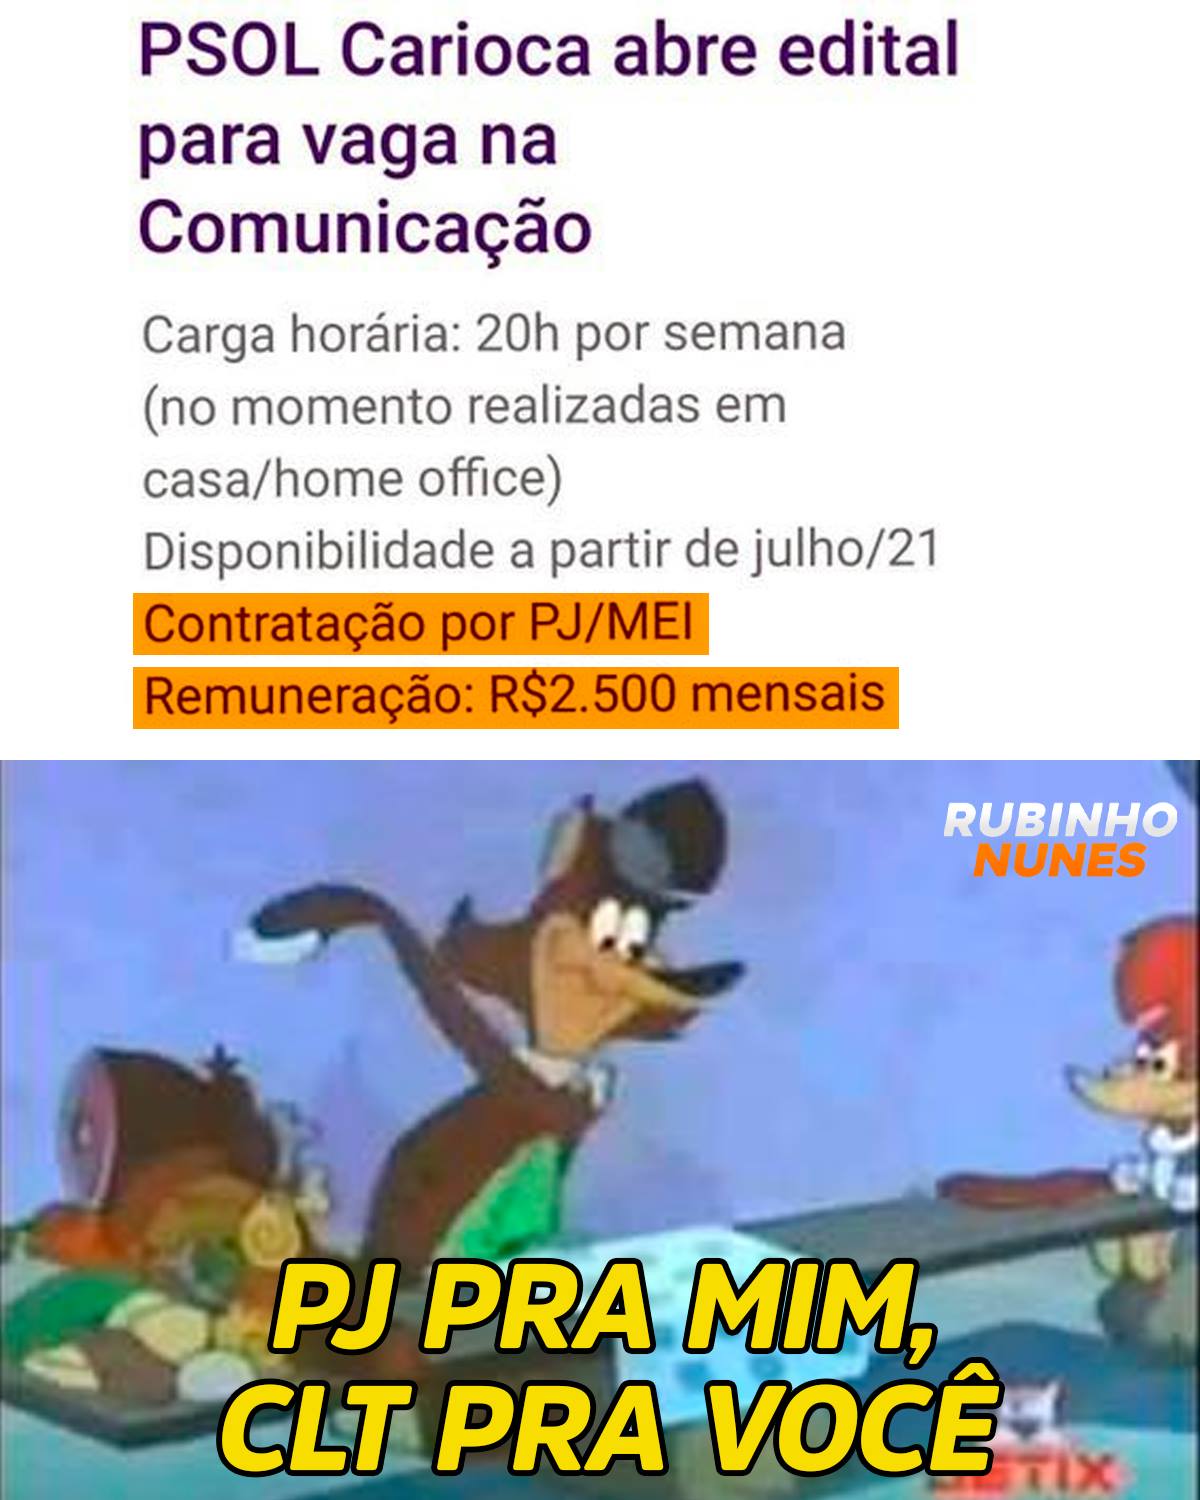 PSOL Carioca abre edital
para vaga na
Comunicação
Carga horária: 20h por semana
(no momento realizadas em
casa/home office)
Disponibilidade a partir de julho/21
Contratação por PJ/MEI
Remuneração: R$2.500 mensais
RUBINHO
NUNES
PJ PRA MIM,
CLT PRA VOCÊ